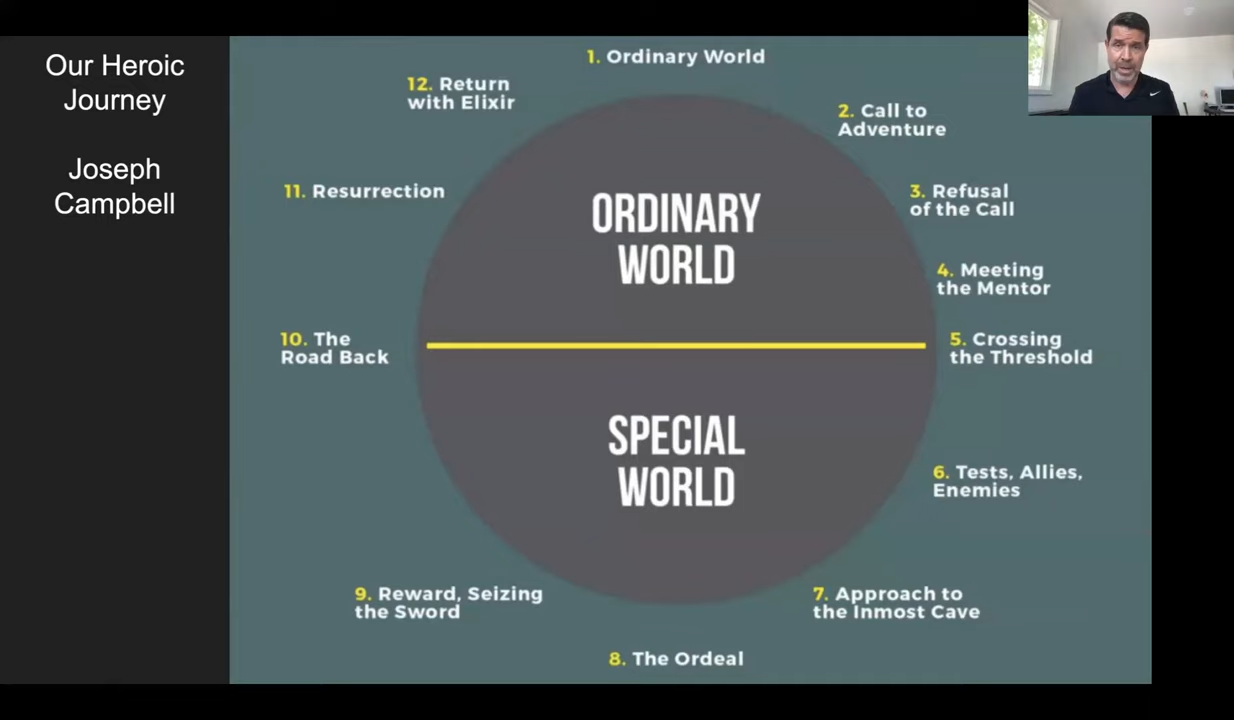 Our Heroic
Journey
Joseph
Campbell
1. Ordinary World
2. Call to
Adventure
3. Refusal
of the Call
4. Meeting
the Mentor
5. Crossing
the Threshold
6. Tests, Allies,
Enemies
7. Approach to
the Inmost Cave
8. The Ordeal
9. Reward, Seizing
the Sword
10. The
Road Back
11. Resurrection
12. Return
with Elixir
ORDINARY
WORLD
SPECIAL
WORLD